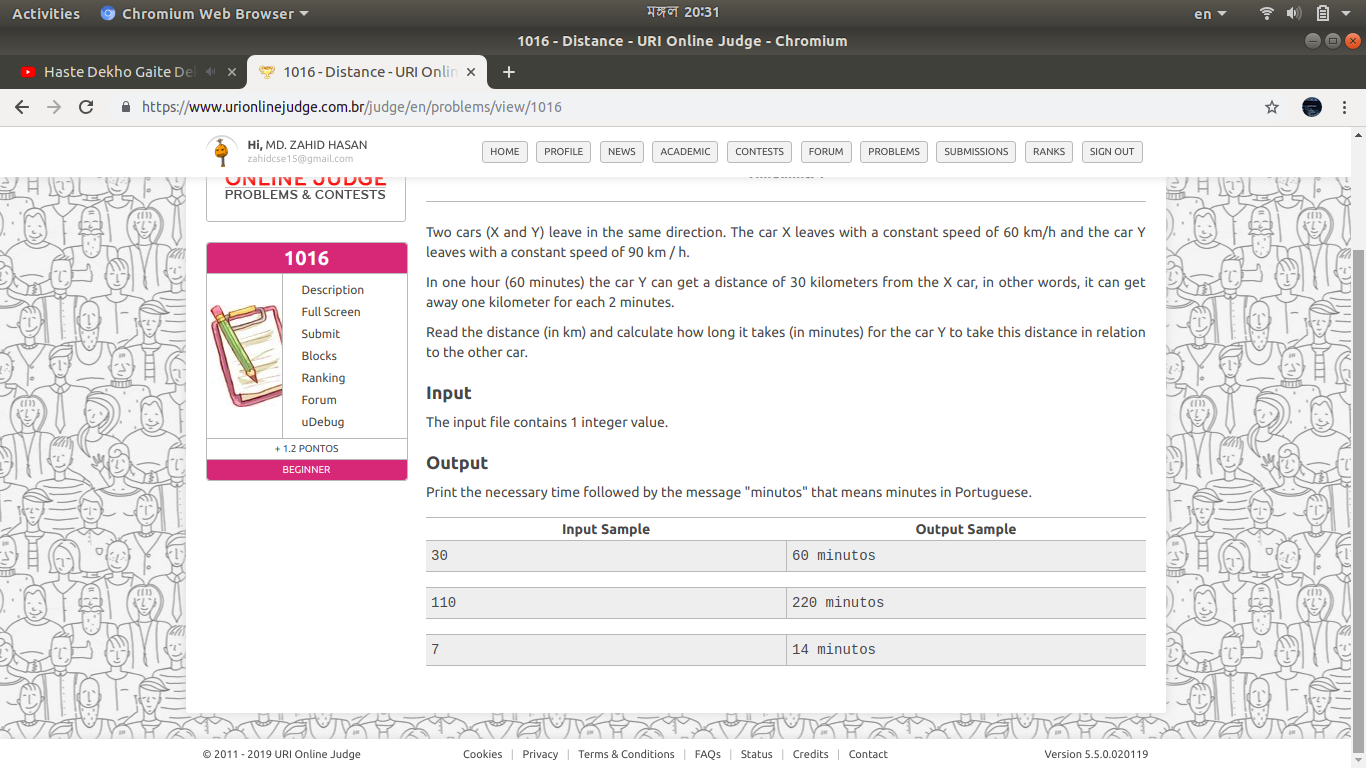 Activities Chromium Web Browser মঙ্গল 20:31 en
1016 - Distance - URI Online Judge - Chromium
Haste Dekho Gaite De 1016 - Distance - URI Onlin
https://www.urionlinejudge.com.br/judge/en/problems/view/1016
Hi, MD. ZAHID HASAN
zahidcse15@gmail.com
HOME PROFILE NEWS ACADEMIC CONTESTS FORUM PROBLEMS SUBMISSIONS RANKS SIGN OUT
ONLINE JUDGE
PROBLEMS & CONTESTS
1016
Description
Full Screen
Submit
Blocks
Ranking
Forum
uDebug
+ 1.2 PONTOS
BEGINNER
Two cars (X and Y) leave in the same direction. The car X leaves with a constant speed of 60 km/h and the car Y
leaves with a constant speed of 90 km / h.
In one hour (60 minutes) the car Y can get a distance of 30 kilometers from the X car, in other words, it can get
away one kilometer for each 2 minutes.
Read the distance (in km) and calculate how long it takes (in minutes) for the car Y to take this distance in relation
to the other car.
Input
The input file contains 1 integer value.
Output
Print the necessary time followed by the message "minutos" that means minutes in Portuguese.
Input Sample Output Sample
30 60 minutos
110 220 minutos
7 14 minutos
© 2011 - 2019 URI Online Judge Cookies | Privacy | Terms & Conditions | FAQs | Status | Credits | Contact Version 5.5.0.020119